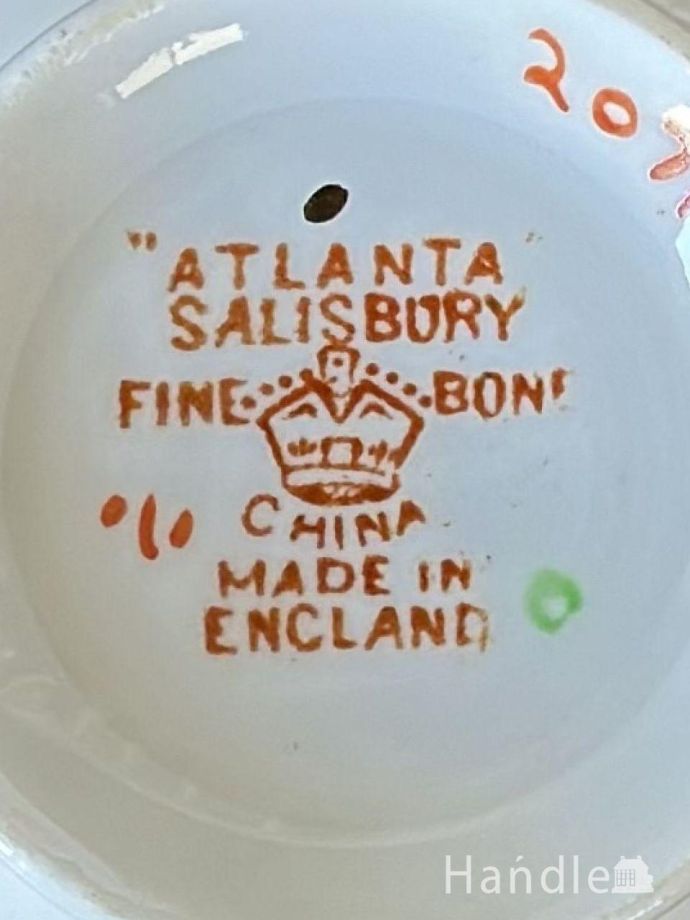 "ATLANTA"
SALISBURY
FINE BONE
CHINA
MADE IN
ENGLAND
Handle